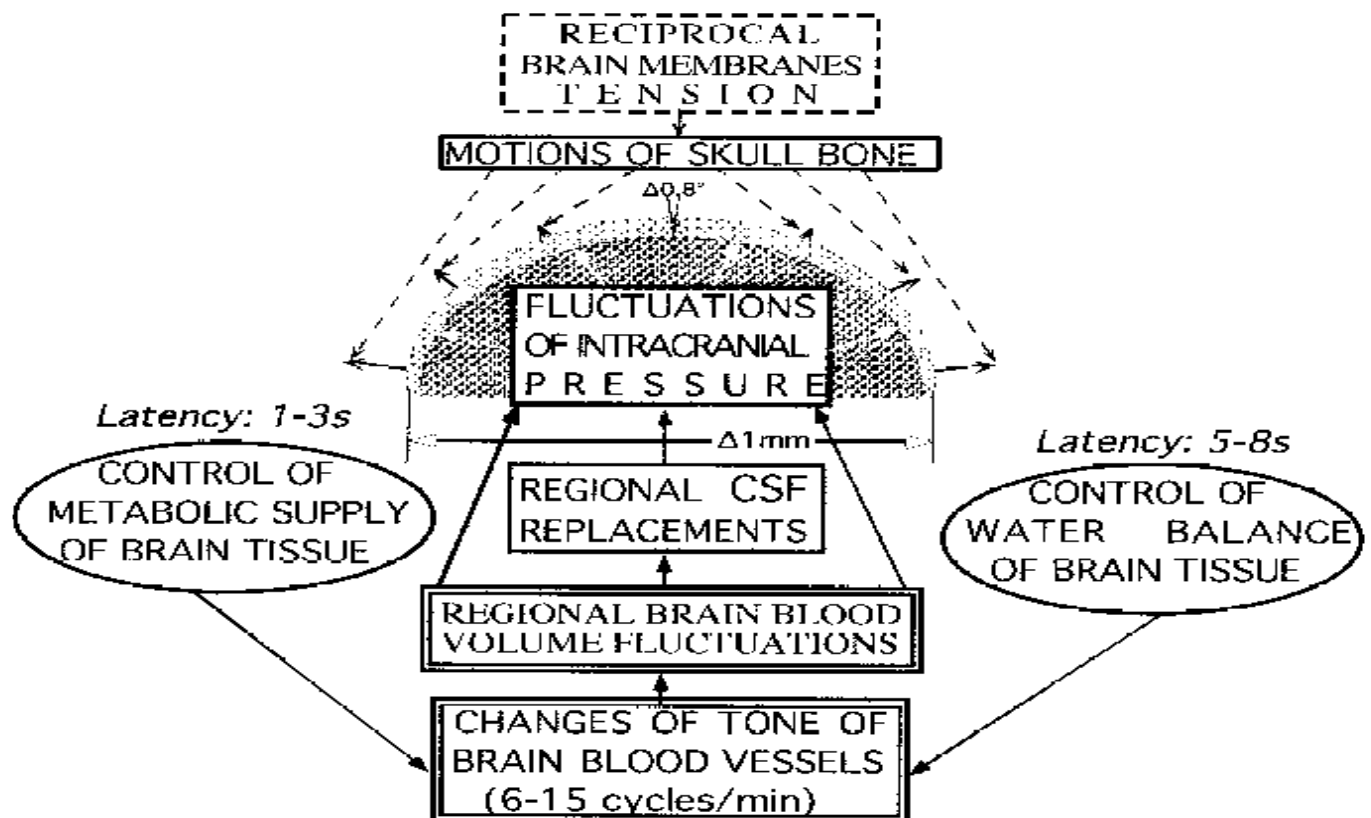 RECIPROCAL
BRAIN MEMBRANES
TENSION
MOTIONS OF SKULL BONE
Δ0,8°
FLUCTUATIONS
OF INTRACRANIAL
PRESSURE
Latency: 1-3s
Δ1mm
Latency: 5-8s
CONTROL OF
METABOLIC SUPPLY
OF BRAIN TISSUE
REGIONAL CSF
REPLACEMENTS
CONTROL OF
WATER BALANCE
OF BRAIN TISSUE
REGIONAL BRAIN BLOOD
VOLUME FLUCTUATIONS
CHANGES OF TONE OF
BRAIN BLOOD VESSELS
(6-15 cycles/min)